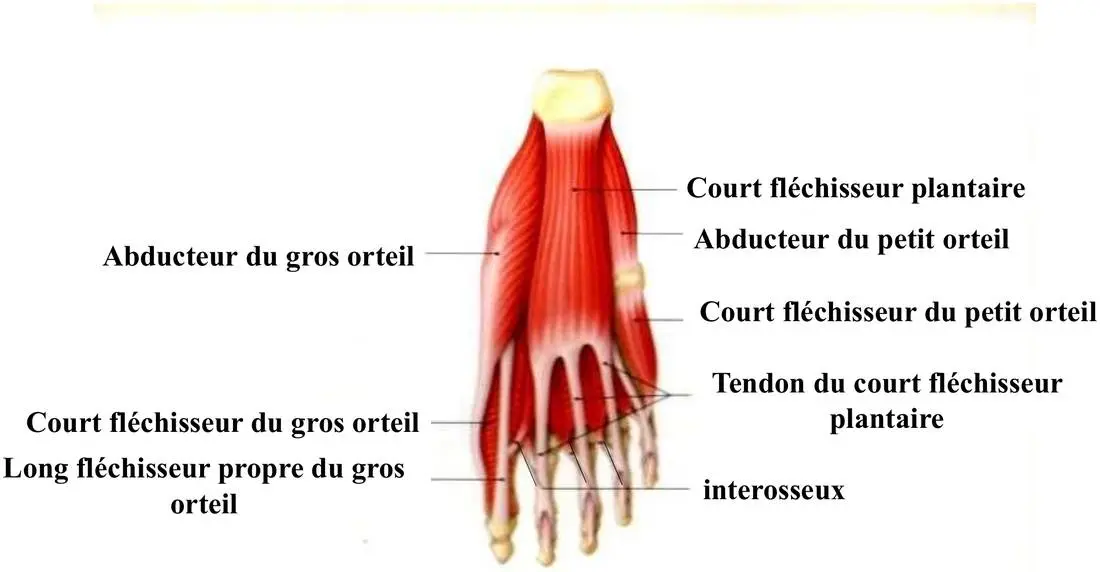 Court fléchisseur plantaire
Abducteur du petit orteil
Abducteur du gros orteil
Court fléchisseur du petit orteil
Tendon du court fléchisseur
plantaire
Court fléchisseur du gros orteil
Long fléchisseur propre du gros
orteil
interosseux